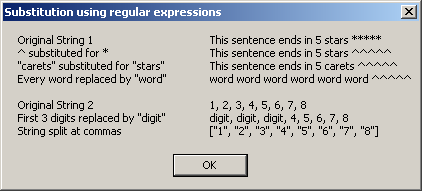 Substitution using regular expressions
Original String 1 This sentence ends in 5 stars *****
^ substituted for * This sentence ends in 5 stars ^^^^^
"carets" substituted for "stars" This sentence ends in 5 carets ^^^^^
Every word replaced by "word" word word word word word word ^^^^^
Original String 2 1, 2, 3, 4, 5, 6, 7, 8
First 3 digits replaced by "digit" digit, digit, digit, 4, 5, 6, 7, 8
String split at commas ["1", "2", "3", "4", "5", "6", "7", "8"]
OK